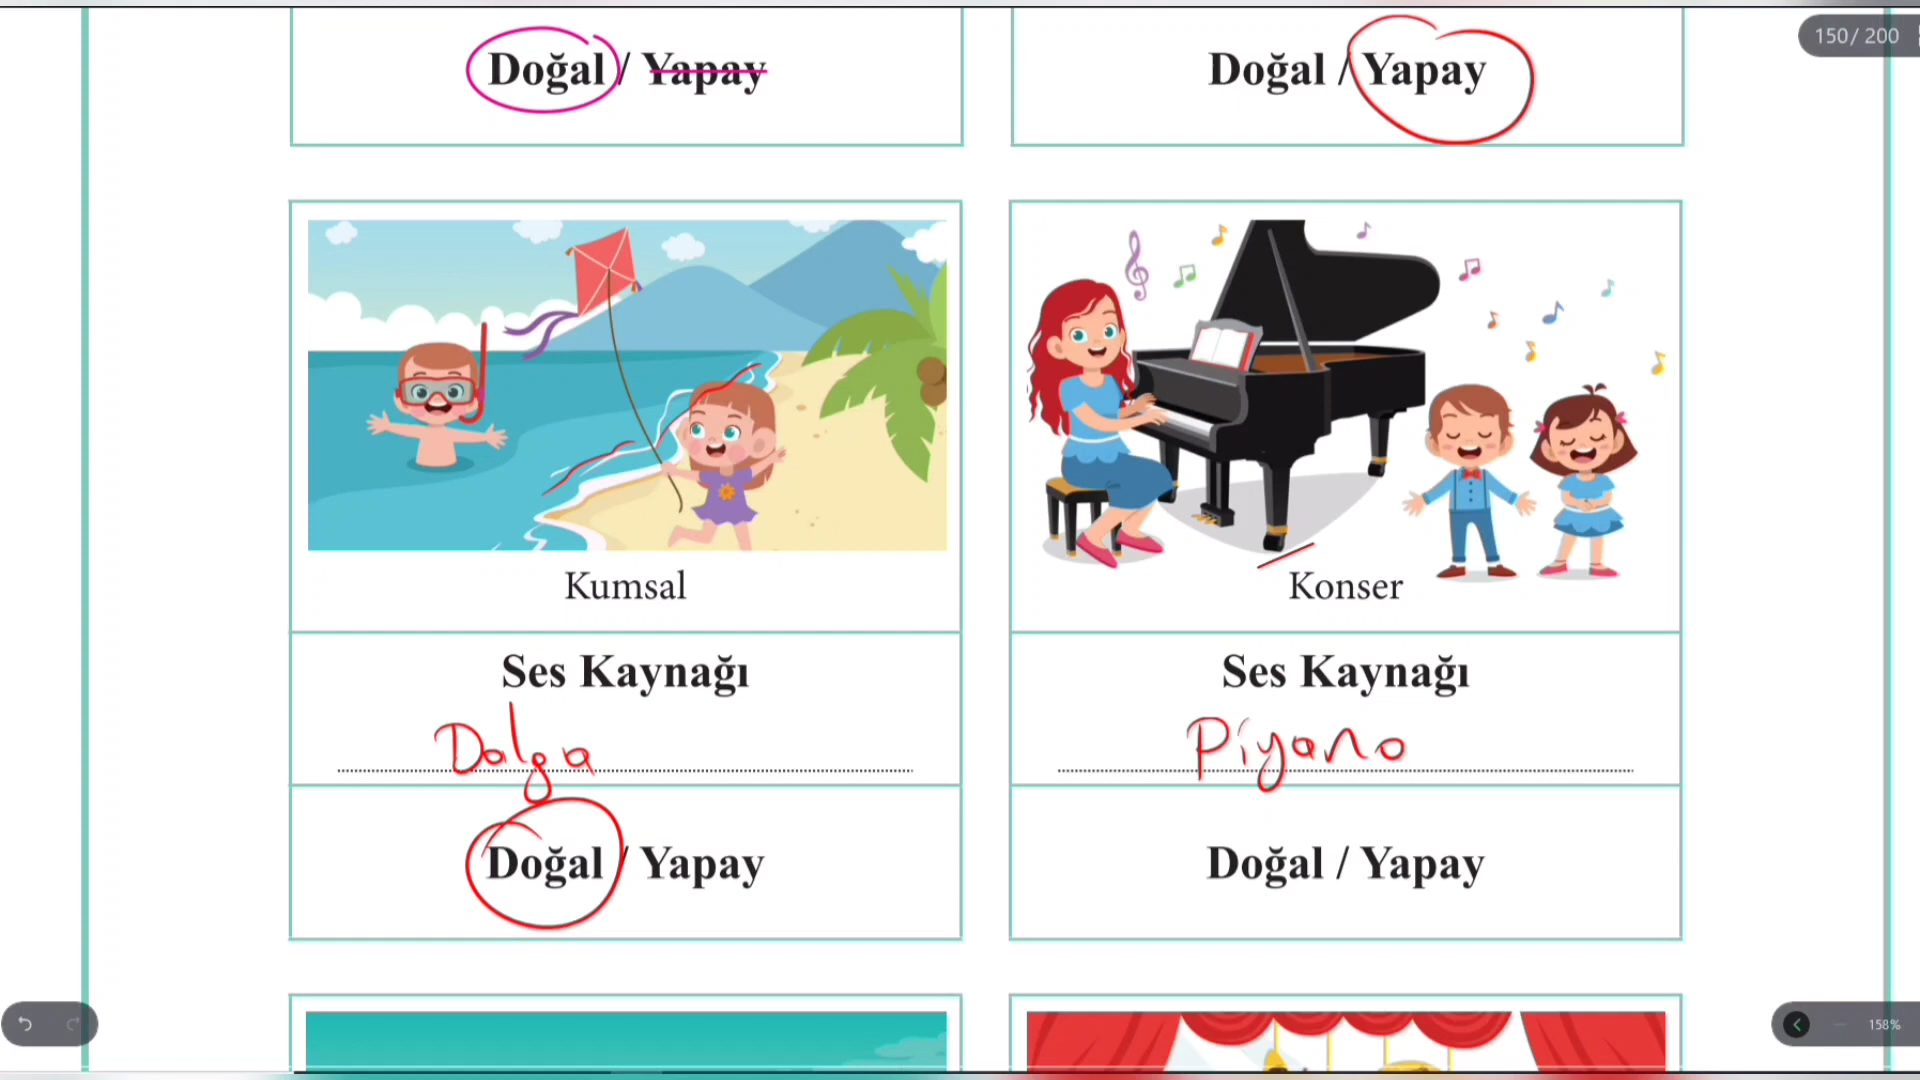 Doğal / Yapay
Doğal / Yapay
150/ 200
Kumsal
Konser
Ses Kaynağı
Dalga
Ses Kaynağı
Piyano
Doğal / Yapay
Doğal / Yapay
158%